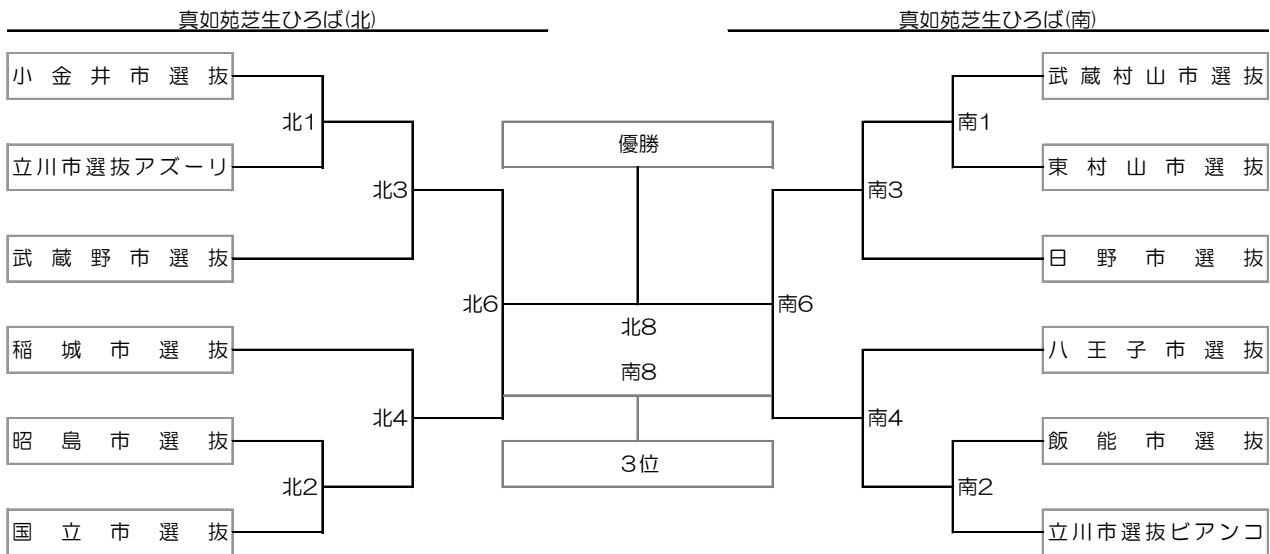 真如苑芝生ひろば(北)
真如苑芝生ひろば(南)
小金井市選抜
武蔵村山市選抜
北1
南1
優勝
立川市選抜アズーリ
東村山市選抜
北3
南3
武蔵野市選抜
日野市選抜
北6
南6
北8
稲城市選抜
八王子市選抜
南8
北4
南4
昭島市選抜
飯能市選抜
3位
北2
南2
国立市選抜
立川市選抜ビアンコ